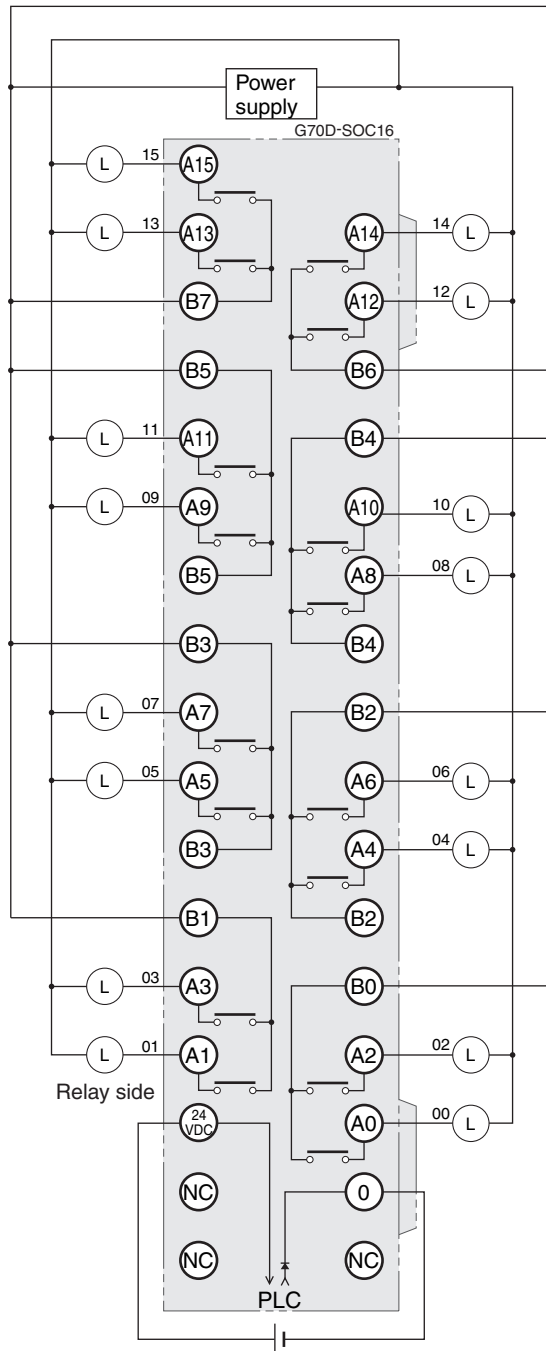 Power
supply
G70D-SOC16
L 15 A15
L 13 A13 A14 14 L
A12 12 L
B7
B5 B6
L 11 A11 B4
L 09 A9 A10 10 L
B5 A8 08 L
B3 B4
L 07 A7 B2
L 05 A5 A6 06 L
B3 A4 04 L
B1 B2
L 03 A3 B0
L 01 A1 A2 02 L
Relay side
24
VDC
A0 00 L
NC 0
NC NC
PLC